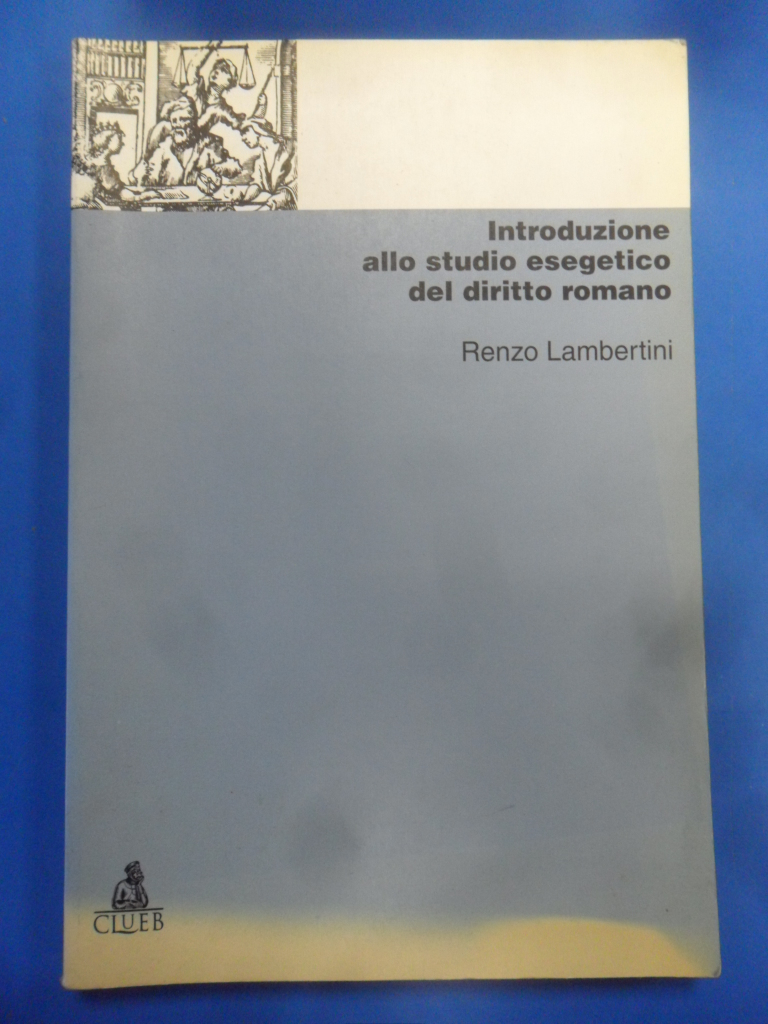 Introduzione
allo studio esegetico
del diritto romano
Renzo Lambertini
CLUEB